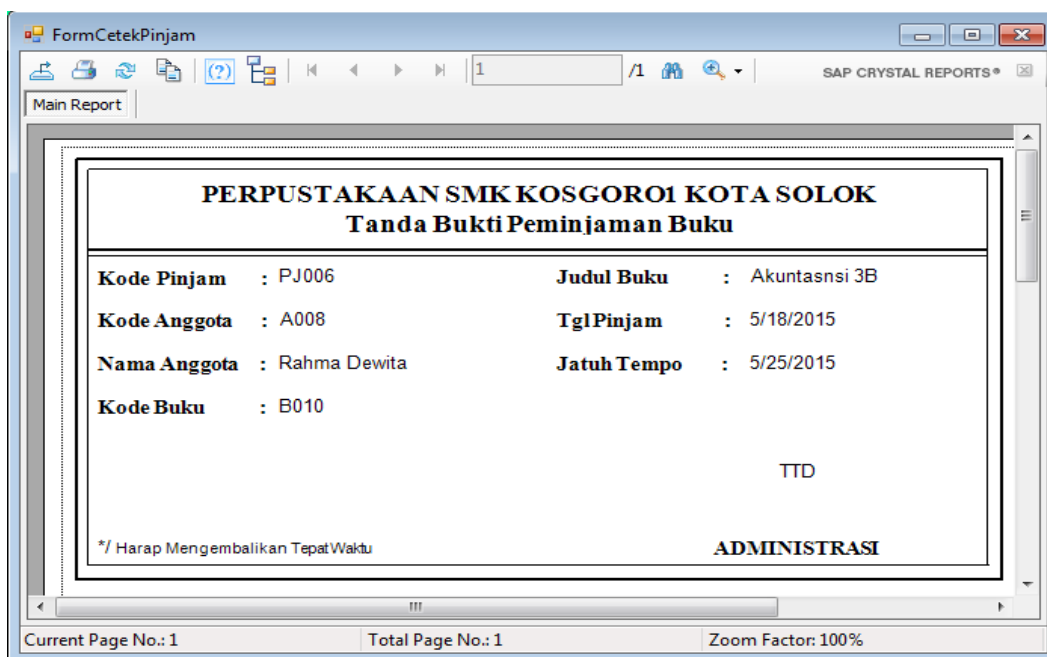 FormCetekPinjam
1 /1 SAP CRYSTAL REPORTS®
Main Report
PERPUSTAKAAN SMK KOSGORO1 KOTA SOLOK
Tanda Bukti Peminjaman Buku
Kode Pinjam : PJ006 Judul Buku : Akuntasnsi 3B
Kode Anggota : A008 Tgl Pinjam : 5/18/2015
Nama Anggota : Rahma Dewita Jatuh Tempo : 5/25/2015
Kode Buku : B010
TTD
*/ Harap Mengembalikan Tepat Waktu ADMINISTRASI
Current Page No.: 1 Total Page No.: 1 Zoom Factor: 100%